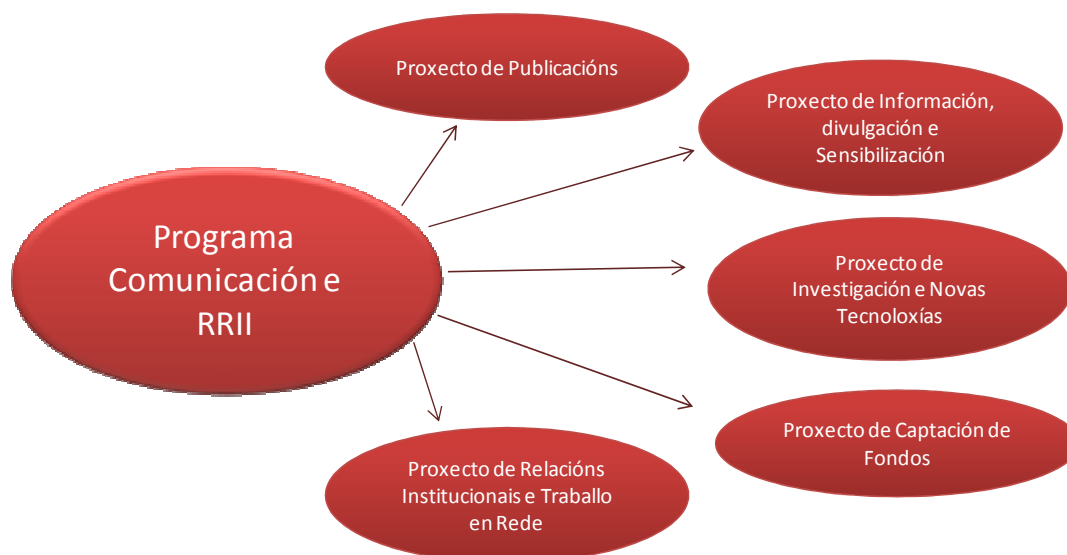 Proxecto de Publicacións
Proxecto de Información,
divulgación e
Sensibilización
Programa
Comunicación e
RRII
Proxecto de
Investigación e Novas
Tecnoloxías
Proxecto de Captación de
Fondos
Proxecto de Relacións
Institucionais e Traballo
en Rede